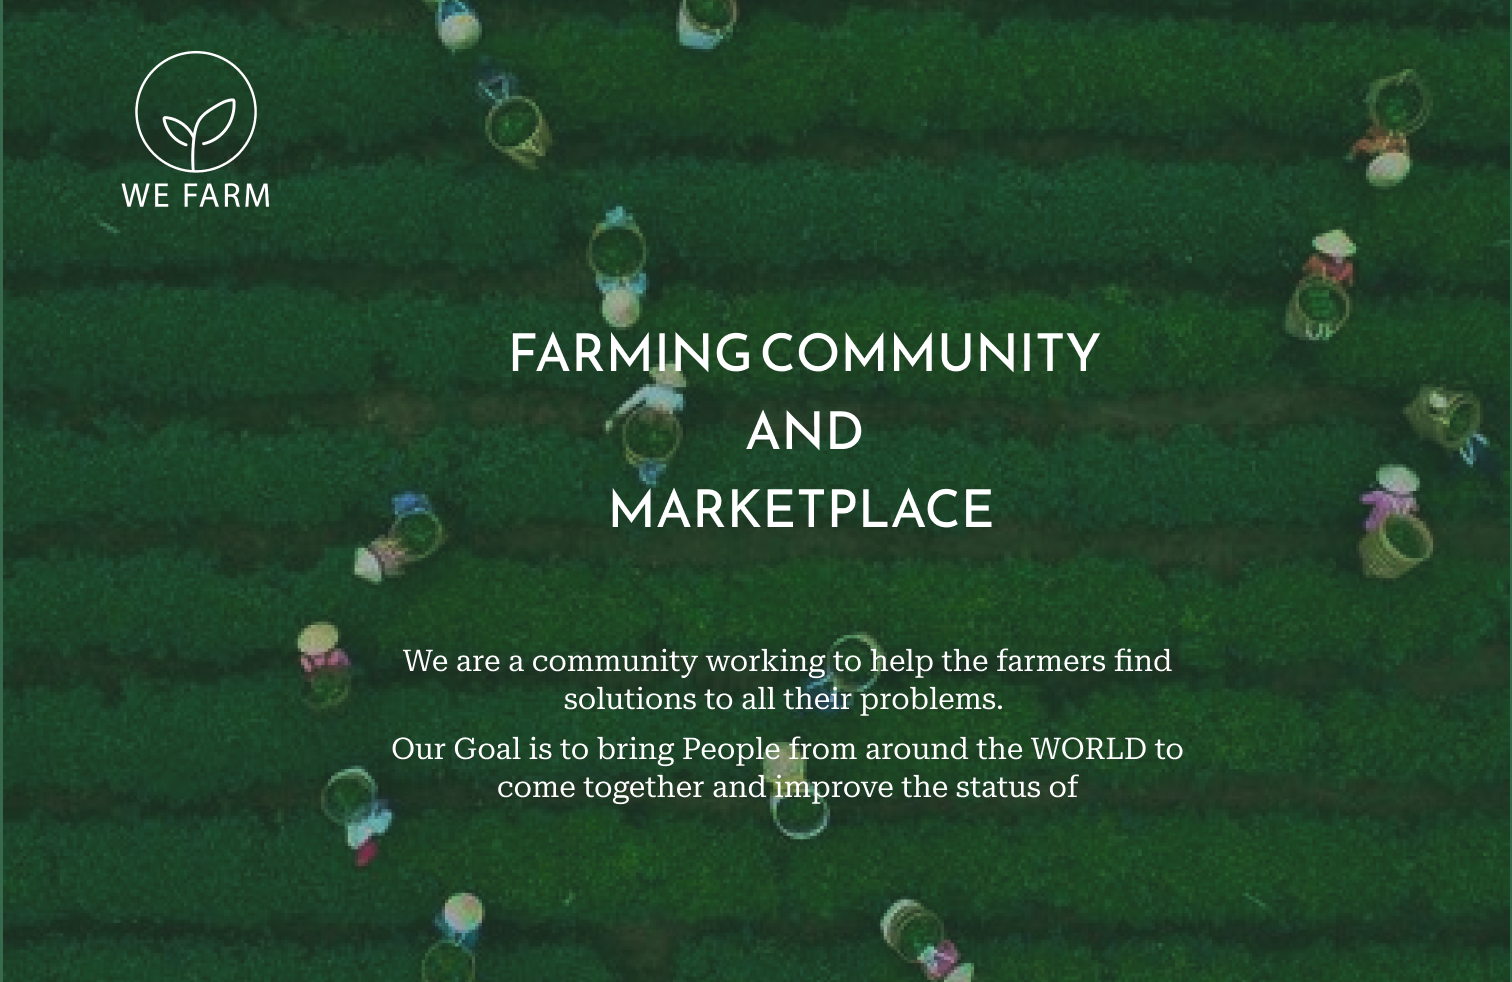 WE FARM
FARMING COMMUNITY
AND
MARKETPLACE
We are a community working to help the farmers find
solutions to all their problems.
Our Goal is to bring People from around the WORLD to
come together and improve the status of